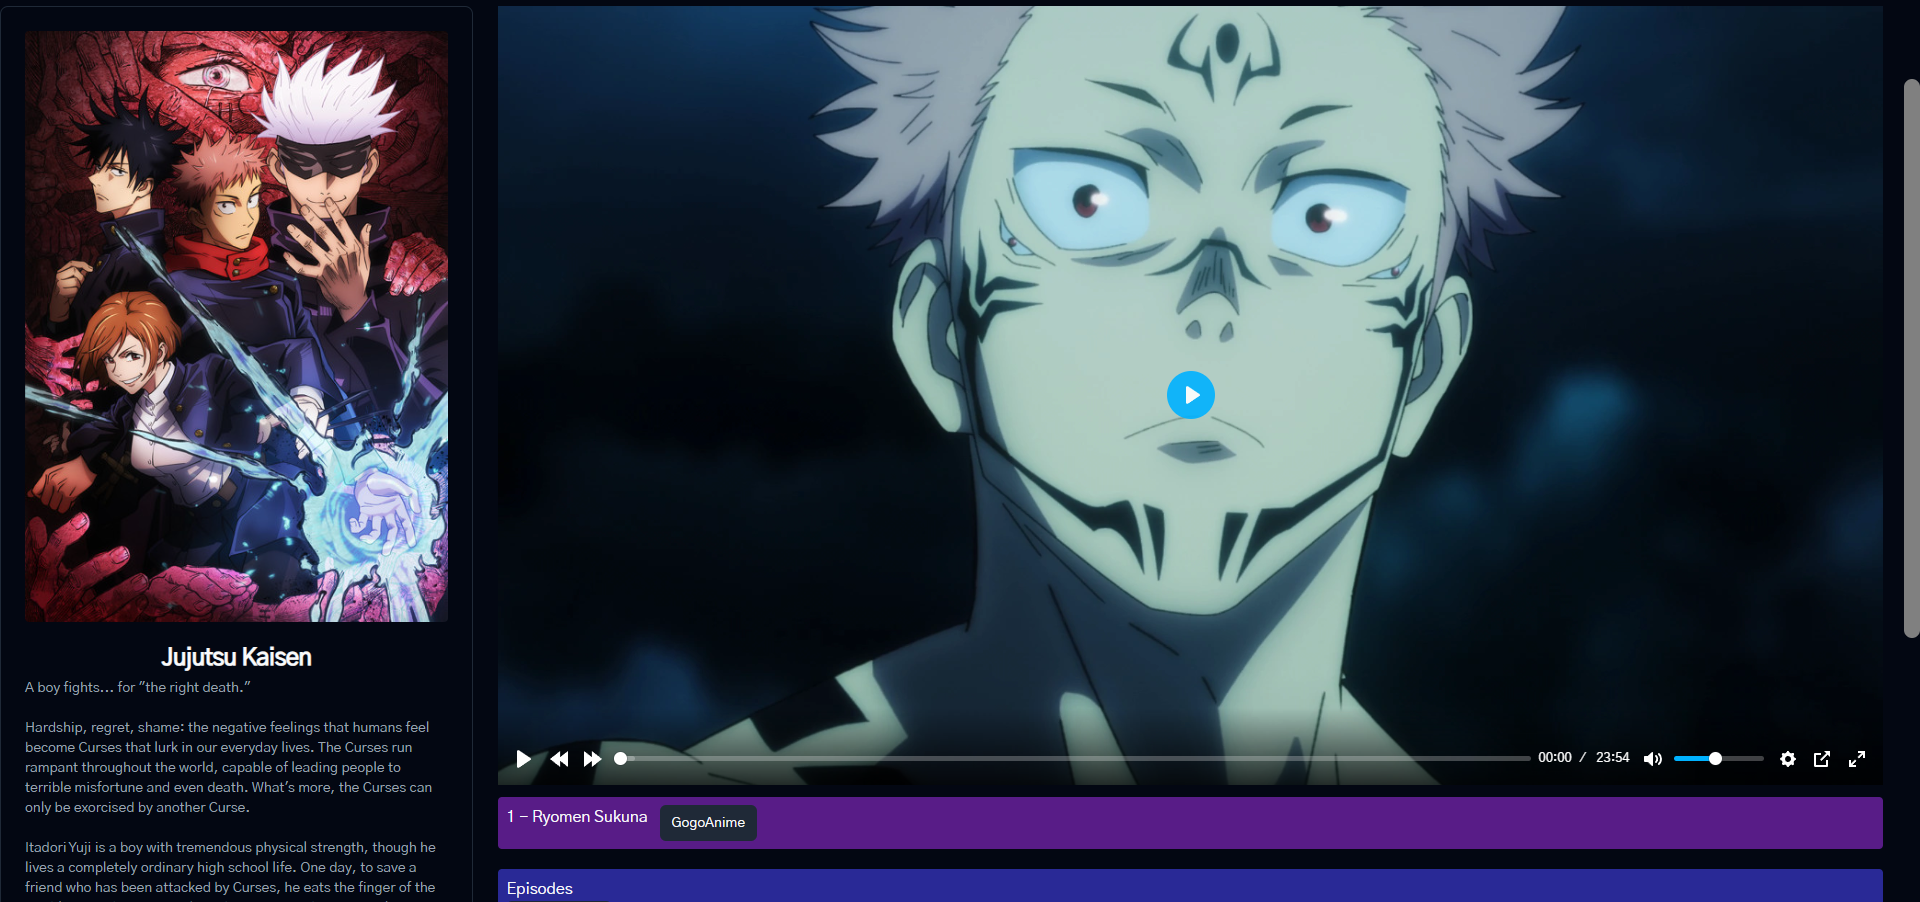 Jujutsu Kaisen
A boy fights... for "the right death."
Hardship, regret, shame: the negative feelings that humans feel
become Curses that lurk in our everyday lives. The Curses run
rampant throughout the world, capable of leading people to
terrible misfortune and even death. What's more, the Curses can
only be exorcised by another Curse.
Itadori Yuji is a boy with tremendous physical strength, though he
lives a completely ordinary high school life. One day, to save a
friend who has been attacked by Curses, he eats the finger of the
00:00 / 23:54
1 - Ryomen Sukuna GogoAnime
Episodes